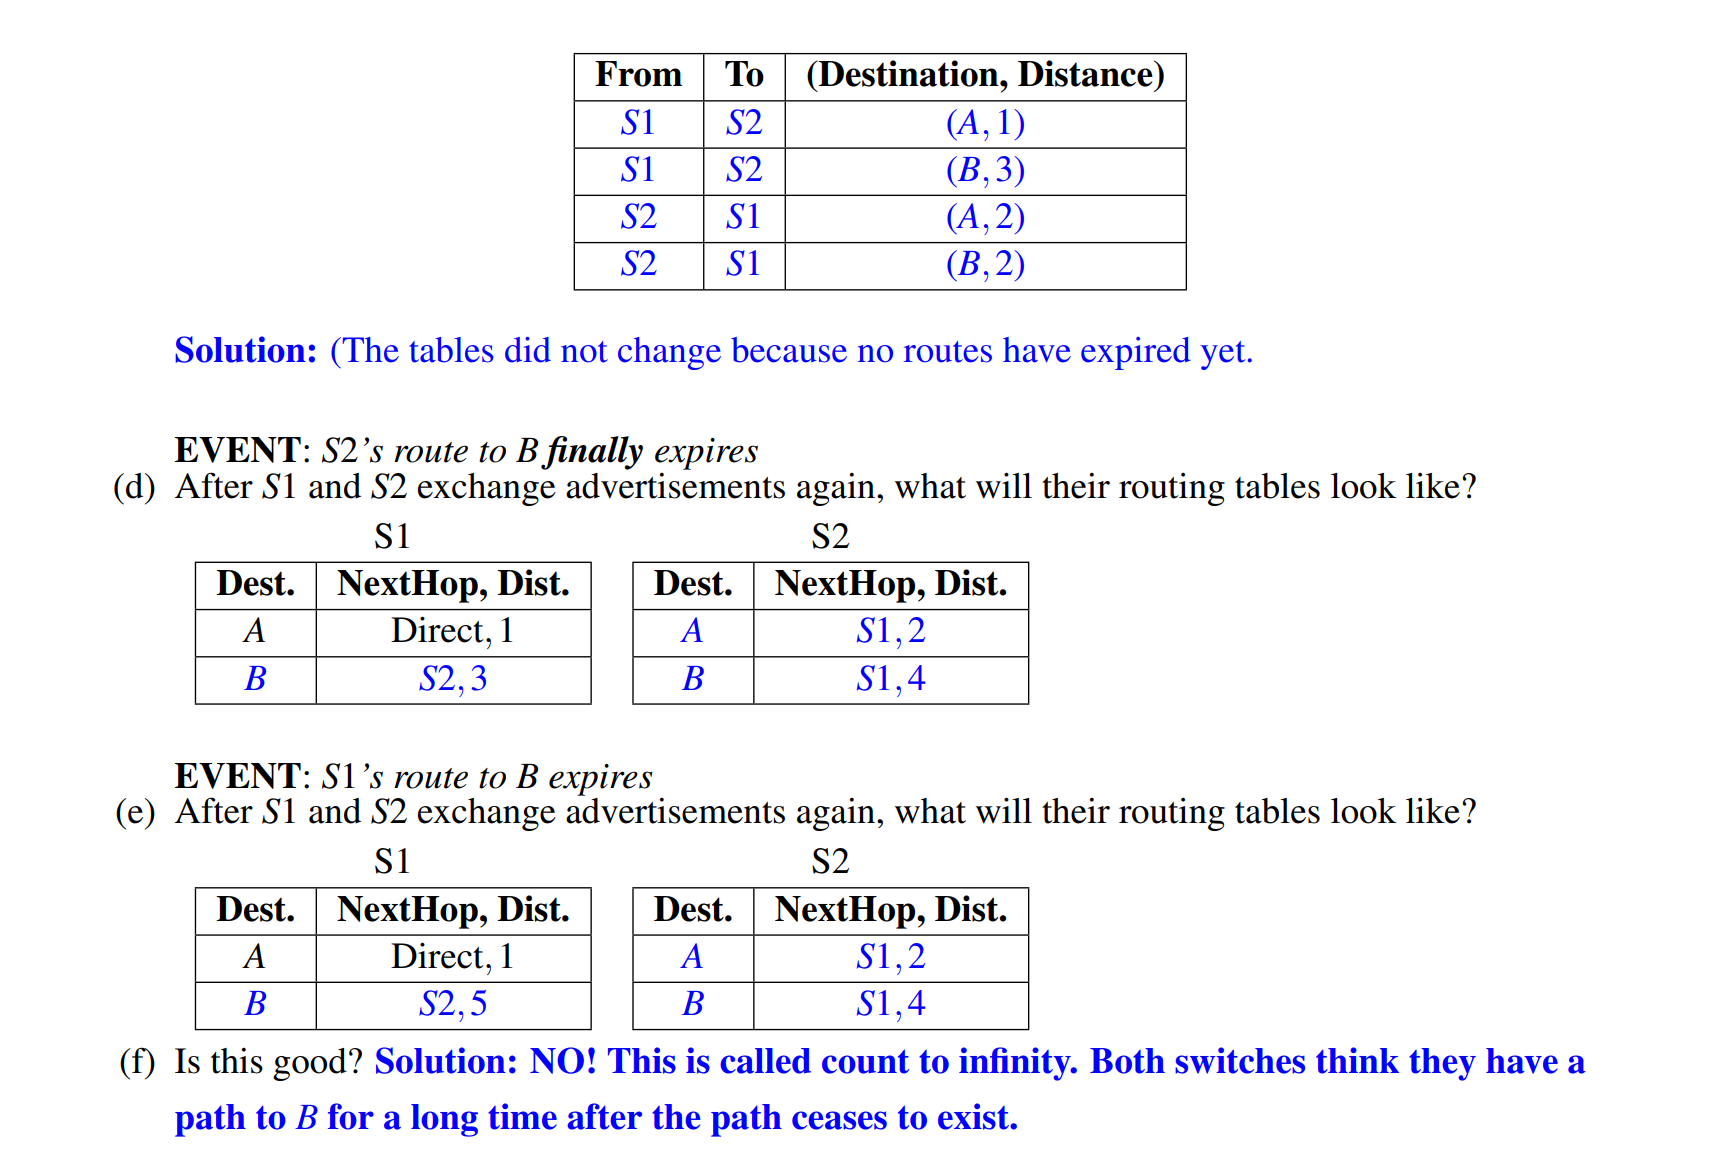 From To (Destination, Distance)
S1 S2 (A, 1)
S1 S2 (B, 3)
S2 S1 (A, 2)
S2 S1 (B, 2)
Solution: (The tables did not change because no routes have expired yet.
EVENT: S2's route to B finally expires
(d) After S1 and S2 exchange advertisements again, what will their routing tables look like?
S1 S2
Dest. NextHop, Dist. Dest. NextHop, Dist.
A Direct, 1 A S1, 2
B S2, 3 B S1, 4
EVENT: S1's route to B expires
(e) After S1 and S2 exchange advertisements again, what will their routing tables look like?
S1 S2
Dest. NextHop, Dist. Dest. NextHop, Dist.
A Direct, 1 A S1, 2
B S2, 5 B S1, 4
(f) Is this good? Solution: NO! This is called count to infinity. Both switches think they have a
path to B for a long time after the path ceases to exist.